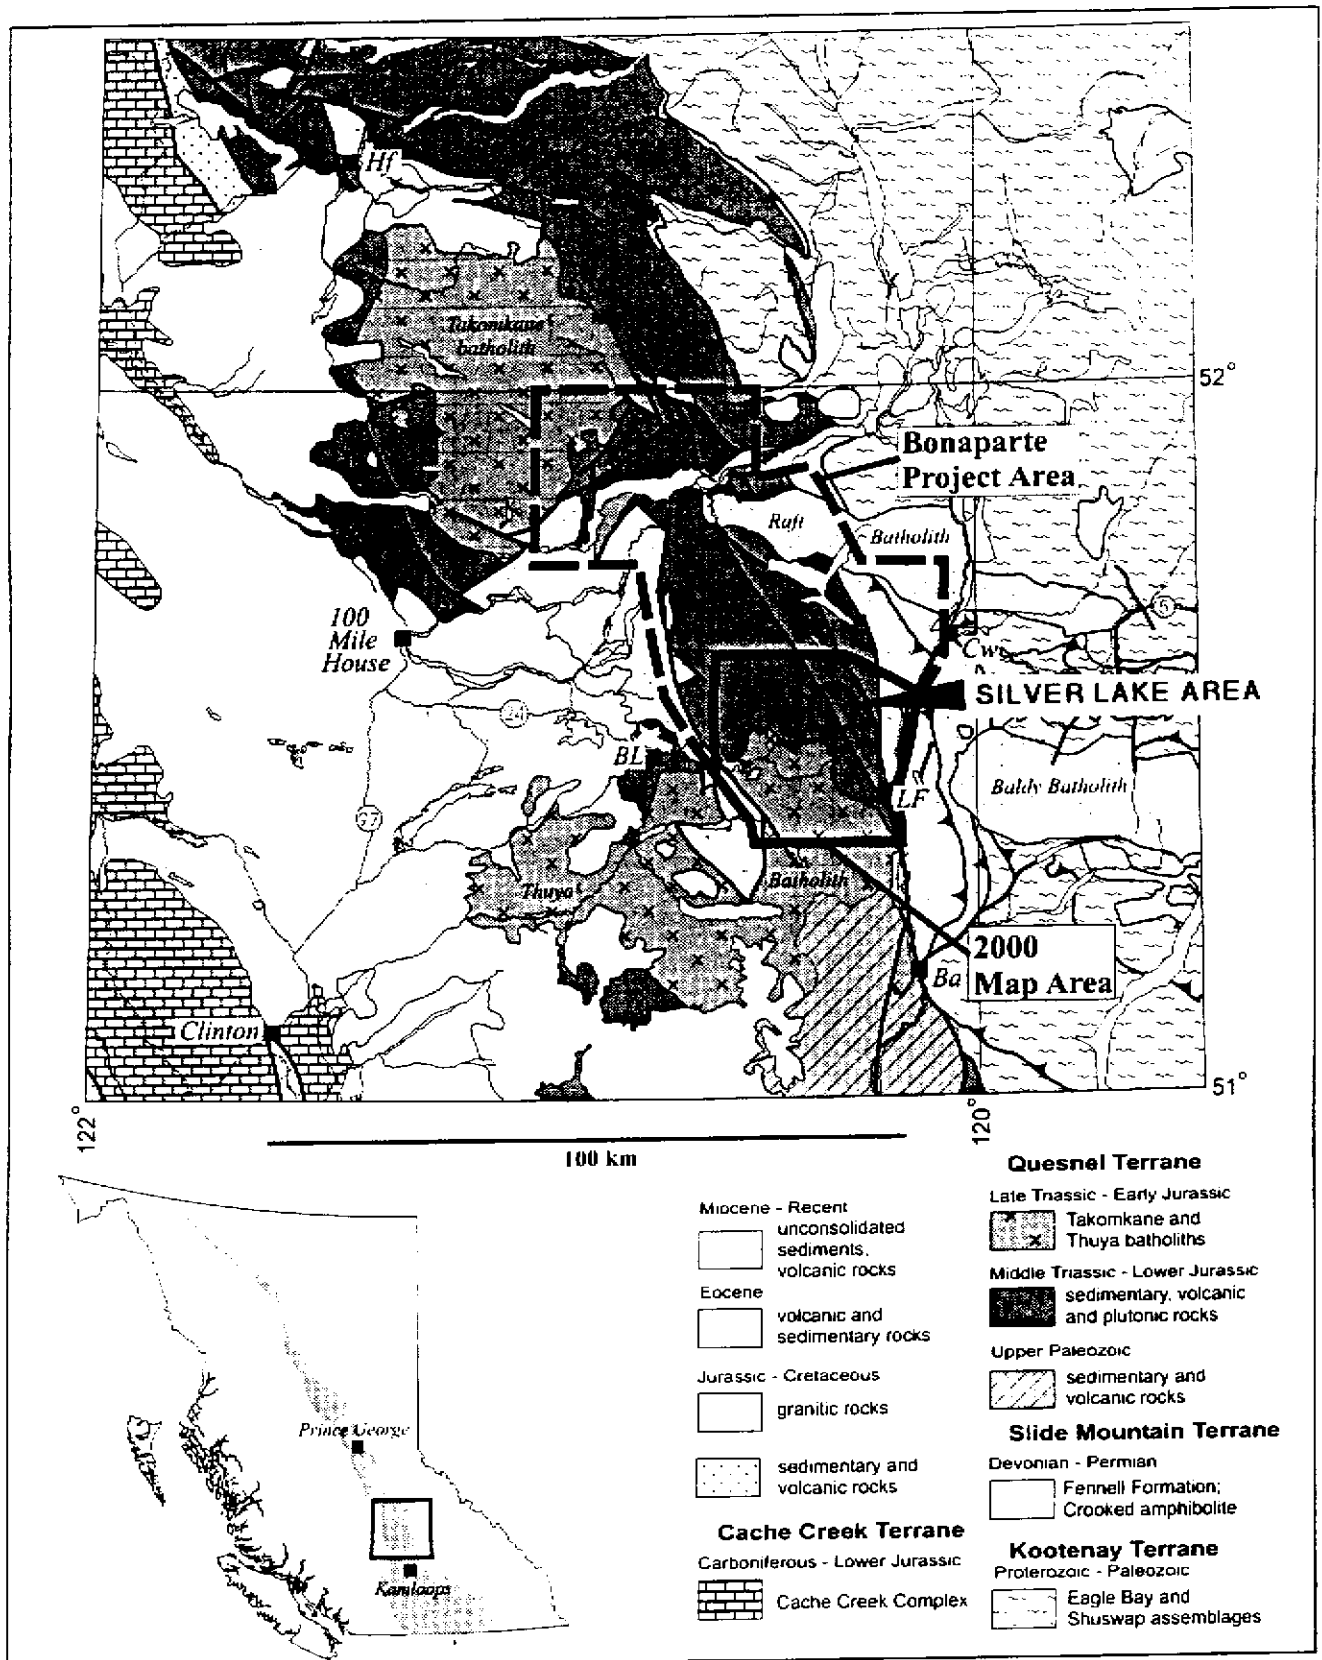 Hf
Takomkane
batholith
52°
Bonaparte
Project Area
Raft
Batholith
100
Mile
House
5
Cw
SILVER LAKE AREA
24
BL
LF
Baldy Batholith
97
Thuya
Batholith
2000
Map Area
Ba
Clinton
51°
122°
120°
100 km
Prince George
Kamloops
Miocene - Recent
unconsolidated
sediments,
volcanic rocks
Eocene
volcanic and
sedimentary rocks
Jurassic - Cretaceous
granitic rocks
sedimentary and
volcanic rocks
Cache Creek Terrane
Carboniferous - Lower Jurassic
Cache Creek Complex
Quesnel Terrane
Late Triassic - Early Jurassic
Takomkane and
Thuya batholiths
Middle Triassic - Lower Jurassic
sedimentary, volcanic
and plutonic rocks
Upper Paleozoic
sedimentary and
volcanic rocks
Slide Mountain Terrane
Devonian - Permian
Fennell Formation;
Crooked amphibolite
Kootenay Terrane
Proterozoic - Paleozoic
Eagle Bay and
Shuswap assemblages